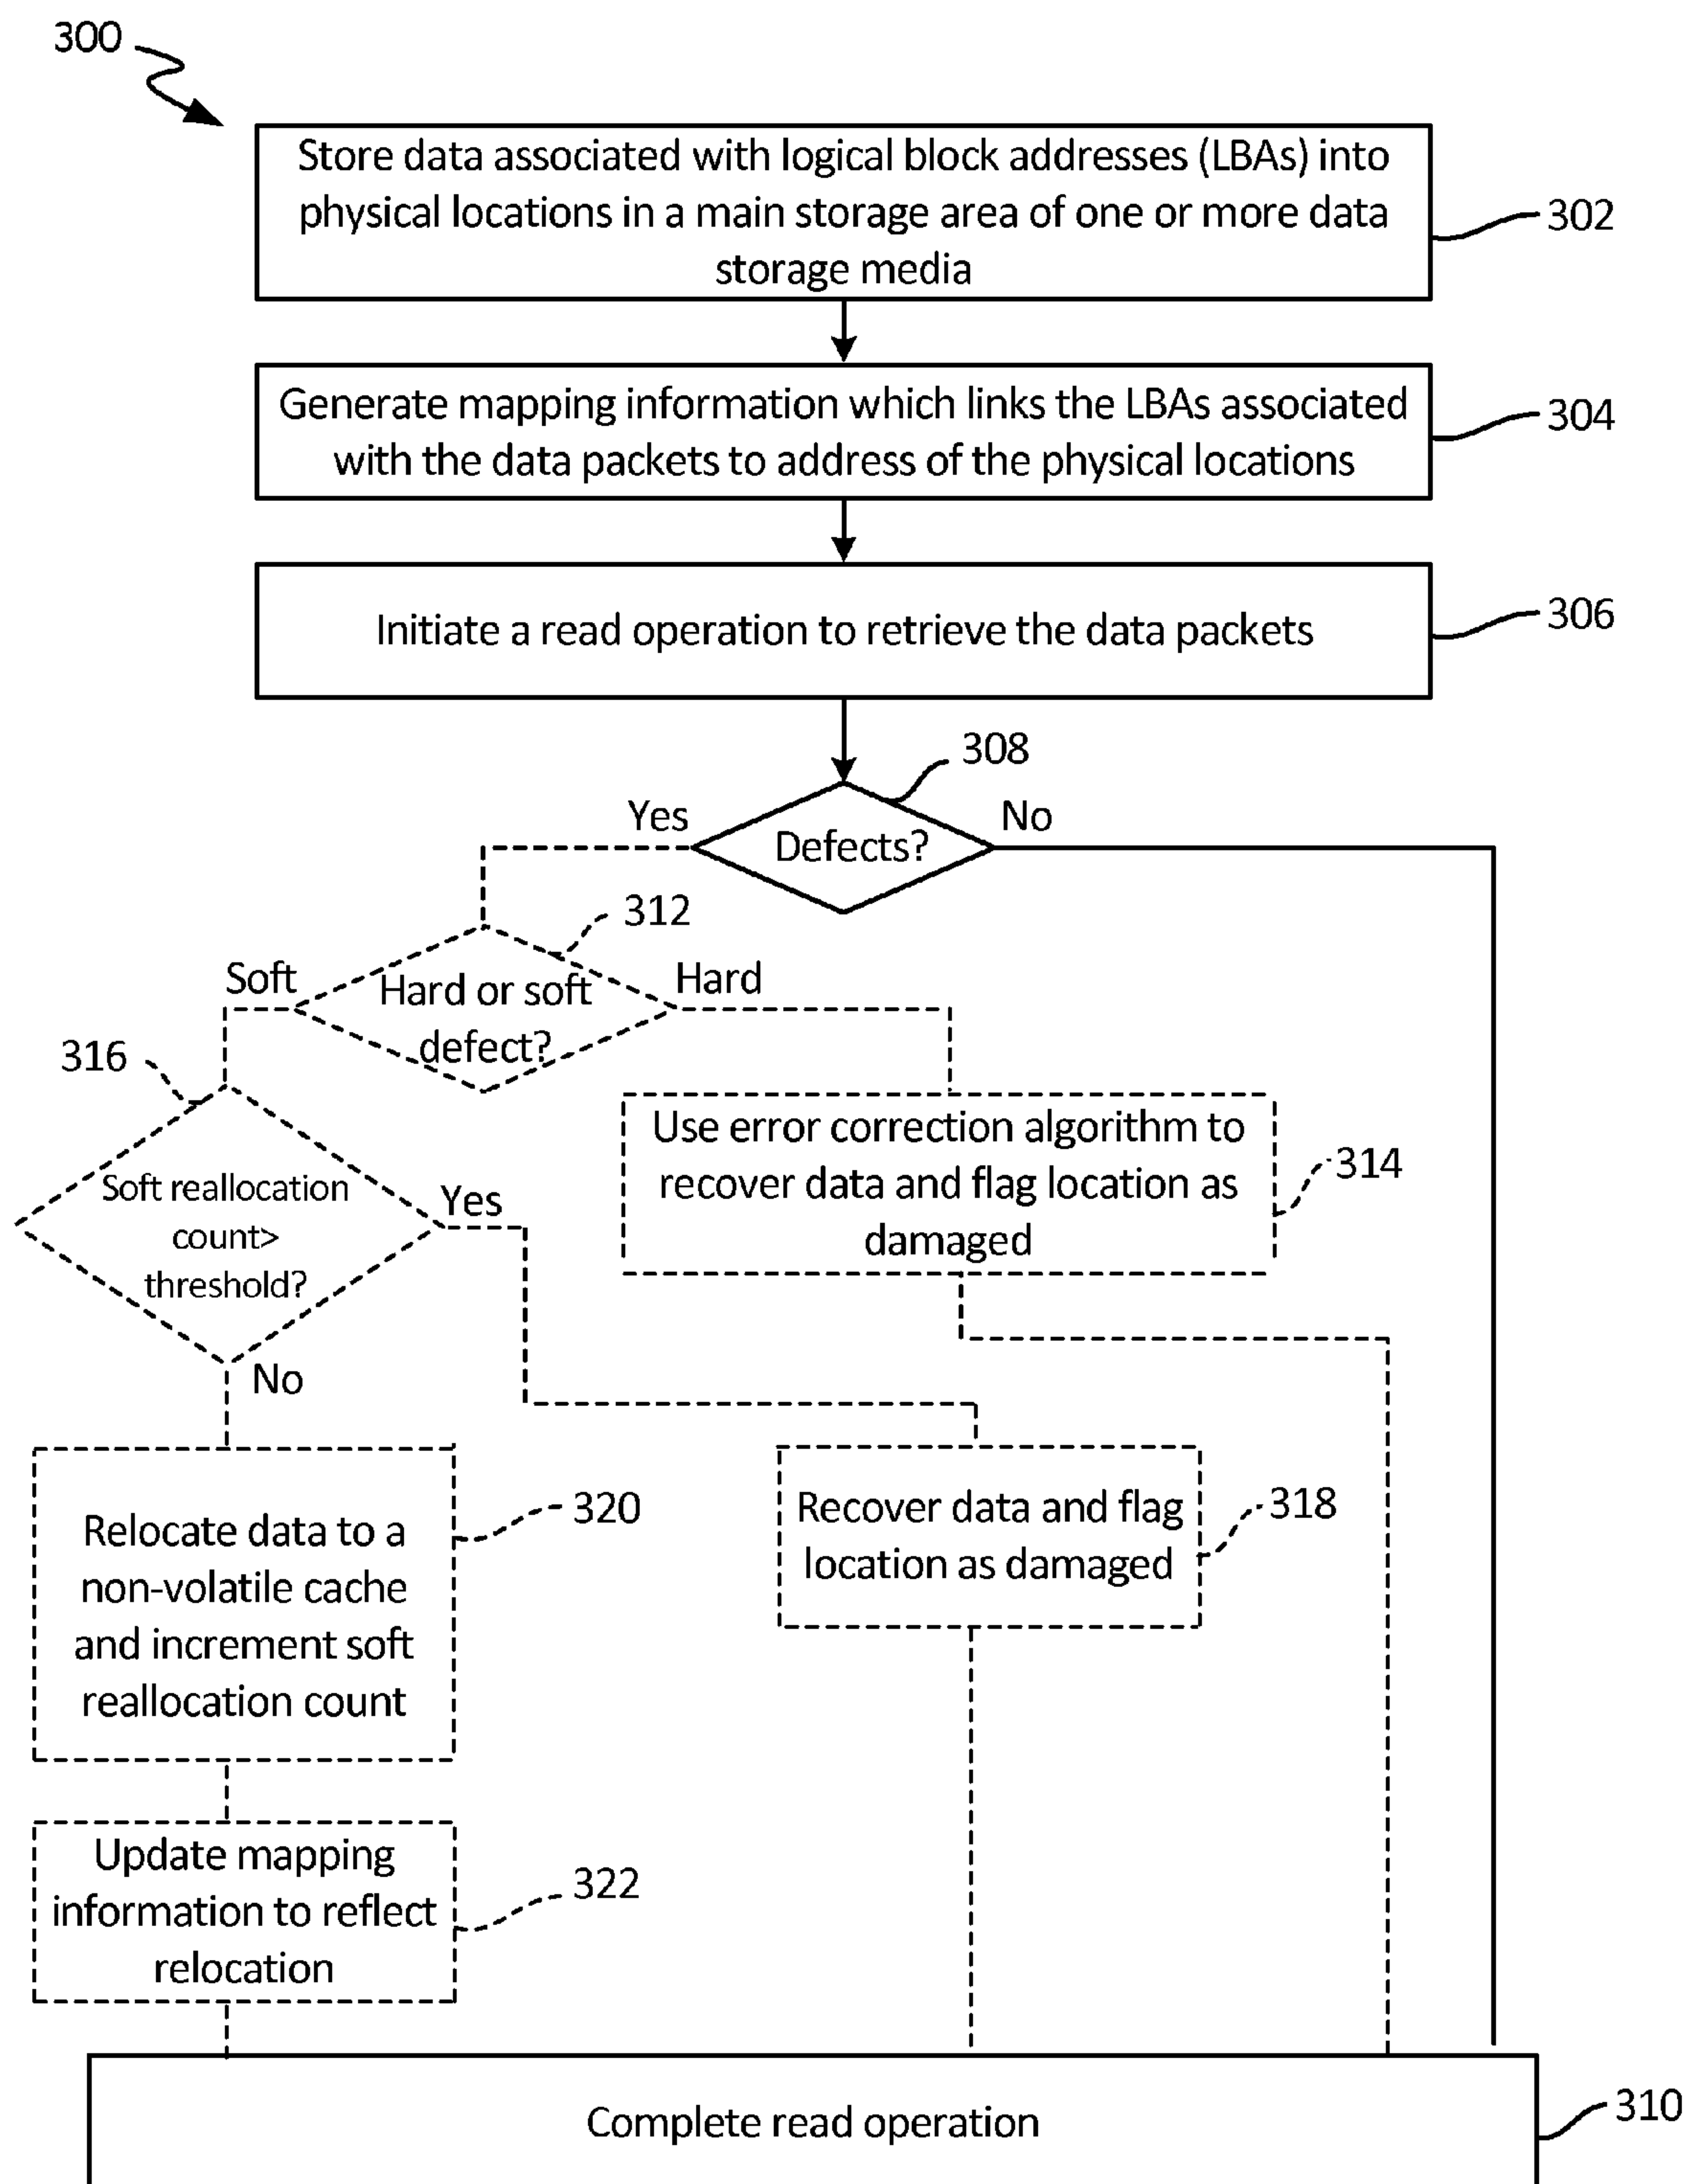 300
Store data associated with logical block addresses (LBAs) into
physical locations in a main storage area of one or more data
storage media
302
Generate mapping information which links the LBAs associated
with the data packets to address of the physical locations
304
Initiate a read operation to retrieve the data packets
306
308
Yes
Defects?
No
312
Soft
Hard or soft
defect?
Hard
316
Soft reallocation
count>
threshold?
Yes
No
Use error correction algorithm to
recover data and flag location as
damaged
314
Relocate data to a
non-volatile cache
and increment soft
reallocation count
320
Recover data and flag
location as damaged
318
Update mapping
information to reflect
relocation
322
Complete read operation
310